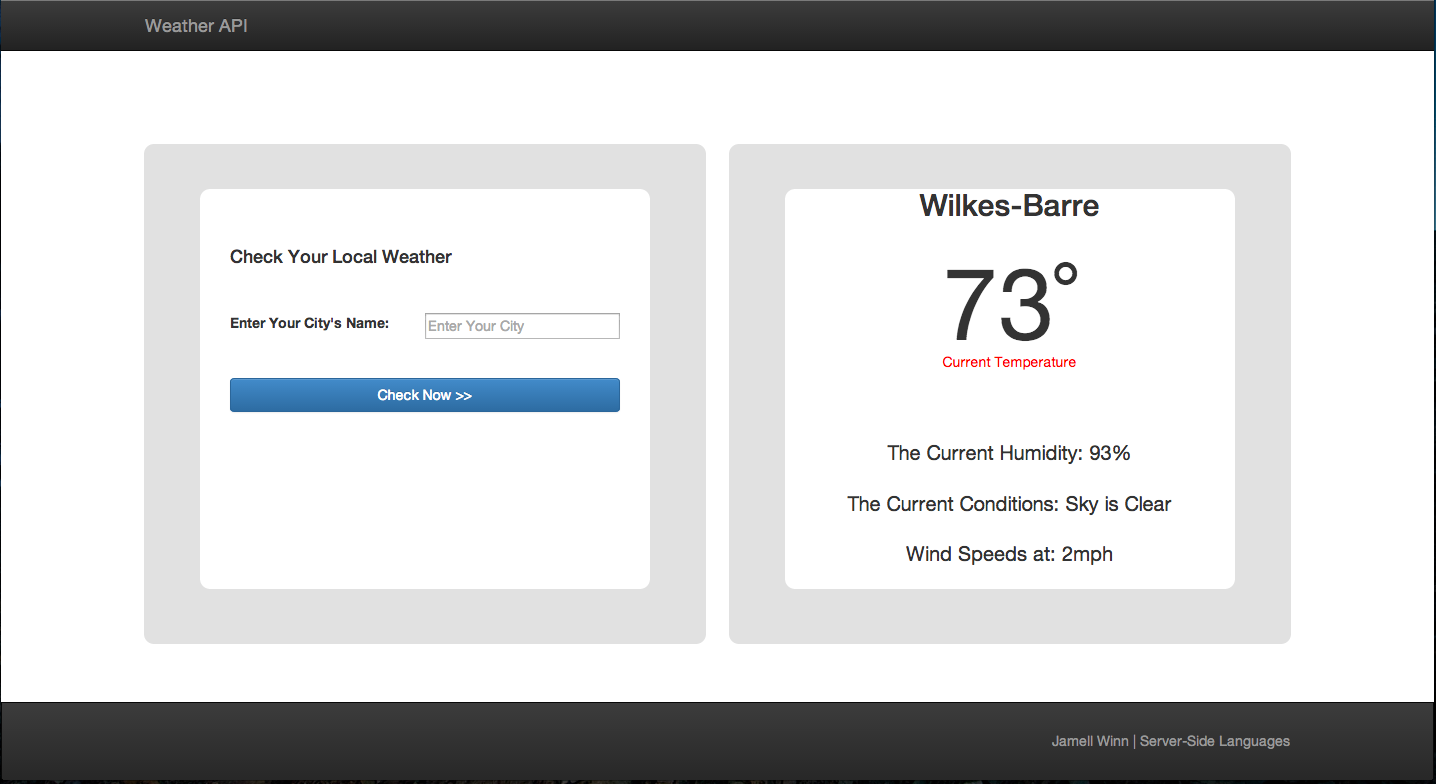 Weather API
Check Your Local Weather
Enter Your City's Name:
Enter Your City
Check Now >>
Wilkes-Barre
73°
Current Temperature
The Current Humidity: 93%
The Current Conditions: Sky is Clear
Wind Speeds at: 2mph
Jamell Winn | Server-Side Languages